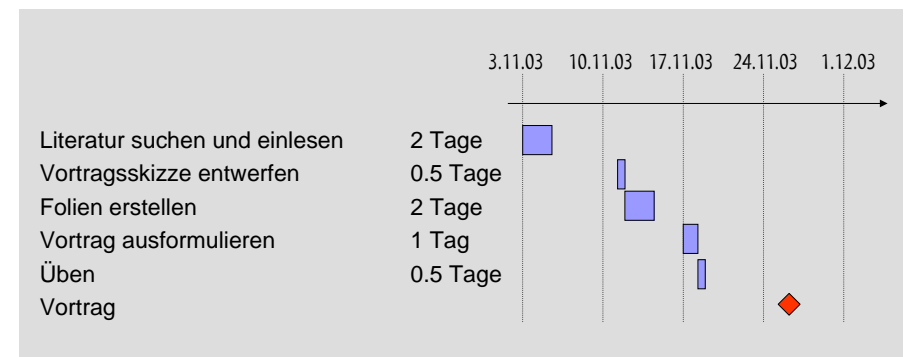 3.11.03 10.11.03 17.11.03 24.11.03 1.12.03
Literatur suchen und einlesen 2 Tage
Vortragsskizze entwerfen 0.5 Tage
Folien erstellen 2 Tage
Vortrag ausformulieren 1 Tag
Üben 0.5 Tage
Vortrag